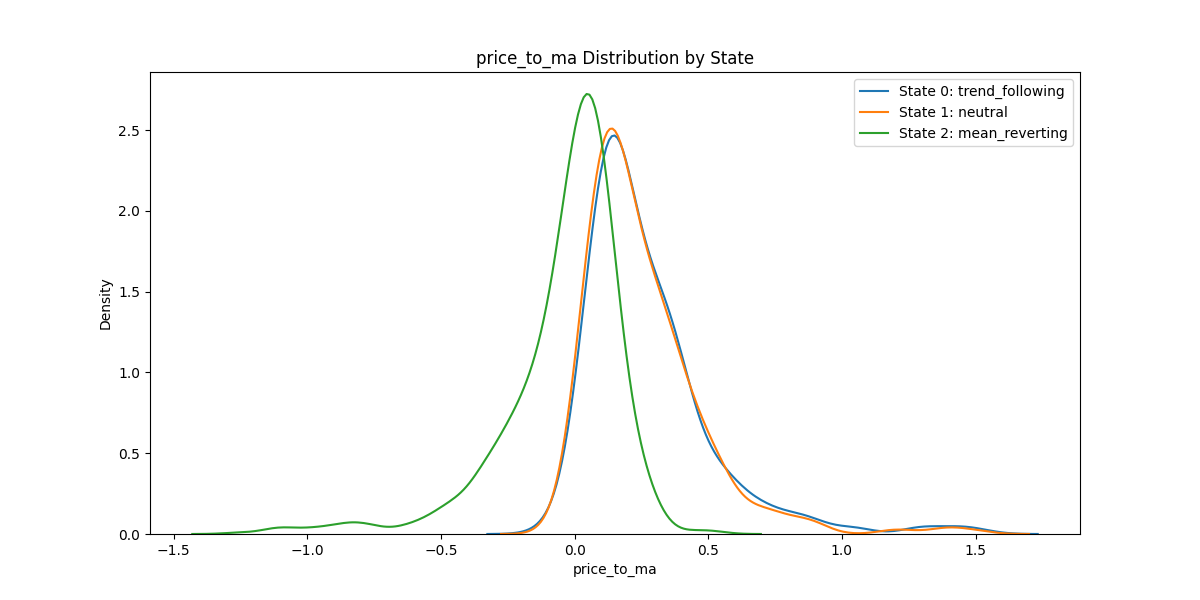 price_to_ma Distribution by State
State 0: trend_following
State 1: neutral
State 2: mean_reverting
Density
2.5
2.0
1.5
1.0
0.5
0.0
−1.5
−1.0
−0.5
0.0
0.5
1.0
1.5
price_to_ma